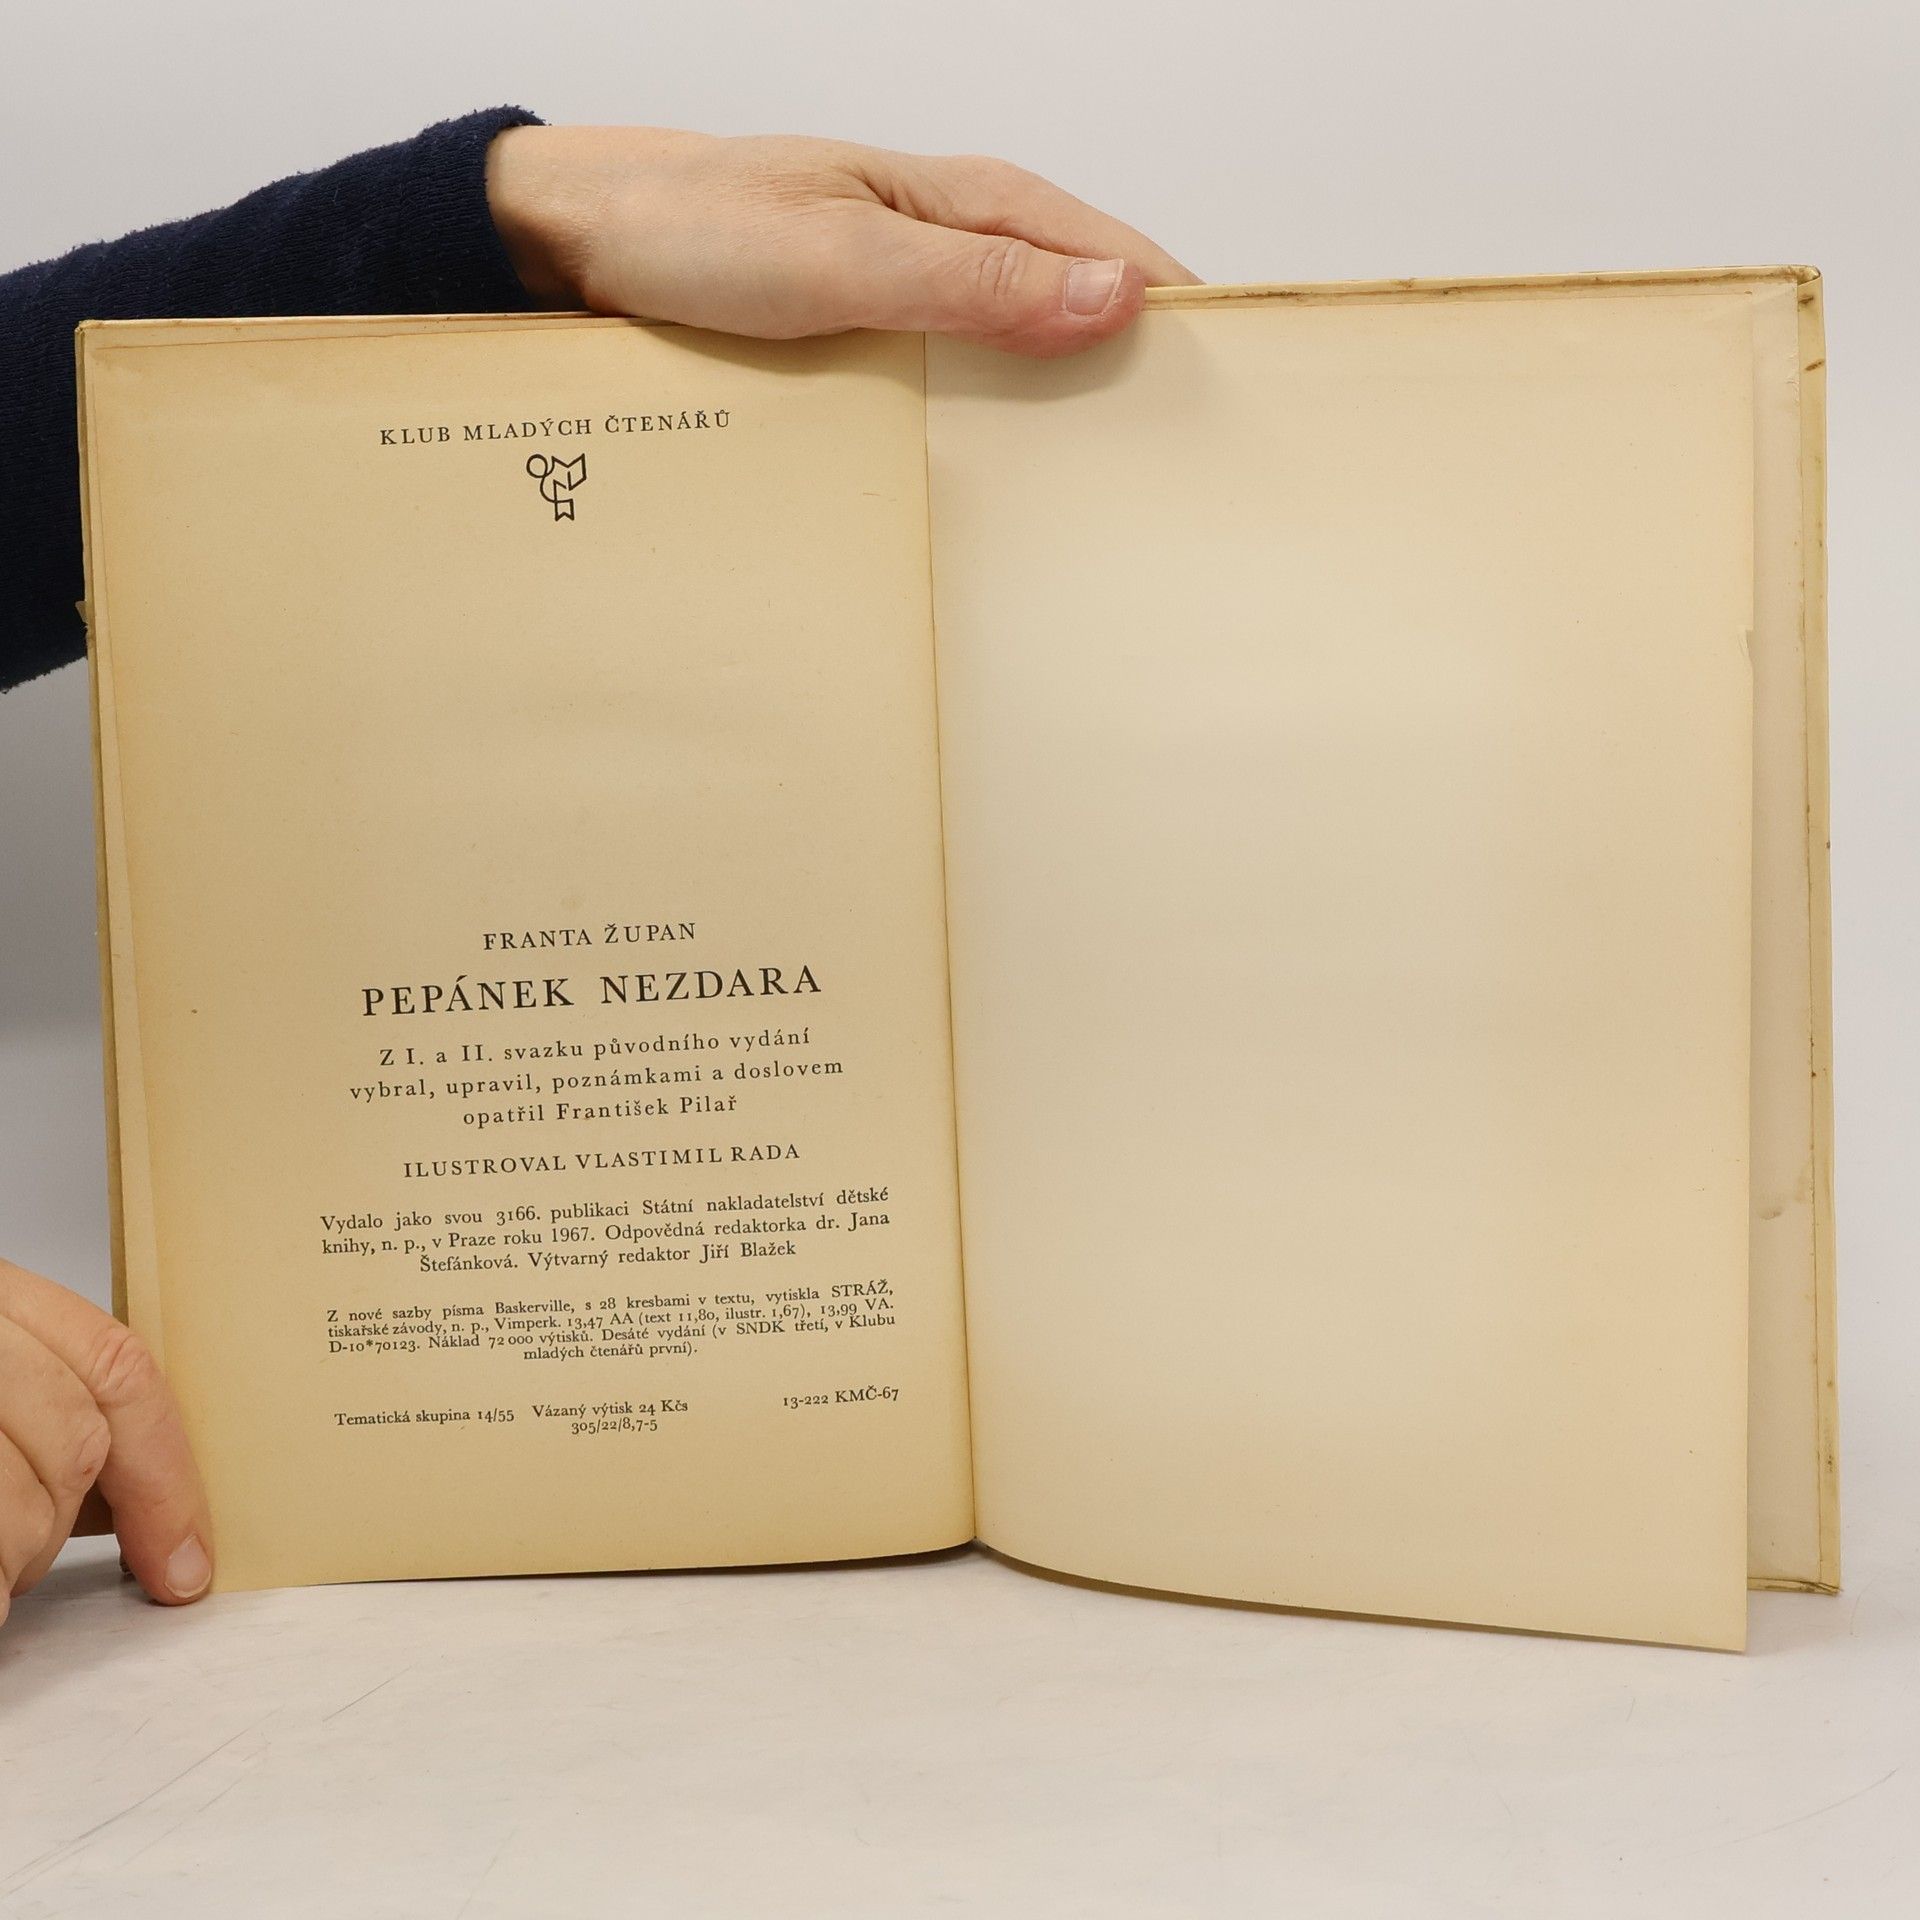 KLUB MLADÝCH ČTENÁŘŮ
FRANTA ŽUPAN
PEPÁNEK NEZDARA
Z I. a II. svazku původního vydání
vybral, upravil, poznámkami a doslovem
opatřil František Pilař
ILUSTROVAL VLASTIMIL RADA
Vydalo jako svou 3166. publikaci Státní nakladatelství dětské
knihy, n. p., v Praze roku 1967. Odpovědná redaktorka dr. Jana
Štefánková. Výtvarný redaktor Jiří Blažek
Z nové sazby písma Baskerville, s 28 kresbami v textu, vytiskla STRÁŽ,
tiskařské závody, n. p., Vimperk. 13,47 AA (text 11,80, ilustr. 1,67), 13,99 VA.
D-10*70123. Náklad 72 000 výtisků. Desáté vydání (v SNDK třetí, v Klubu
mladých čtenářů první).
Tematická skupina 14/55 Vázaný výtisk 24 Kčs 13-222 KMČ-67
305/22/8,7-5